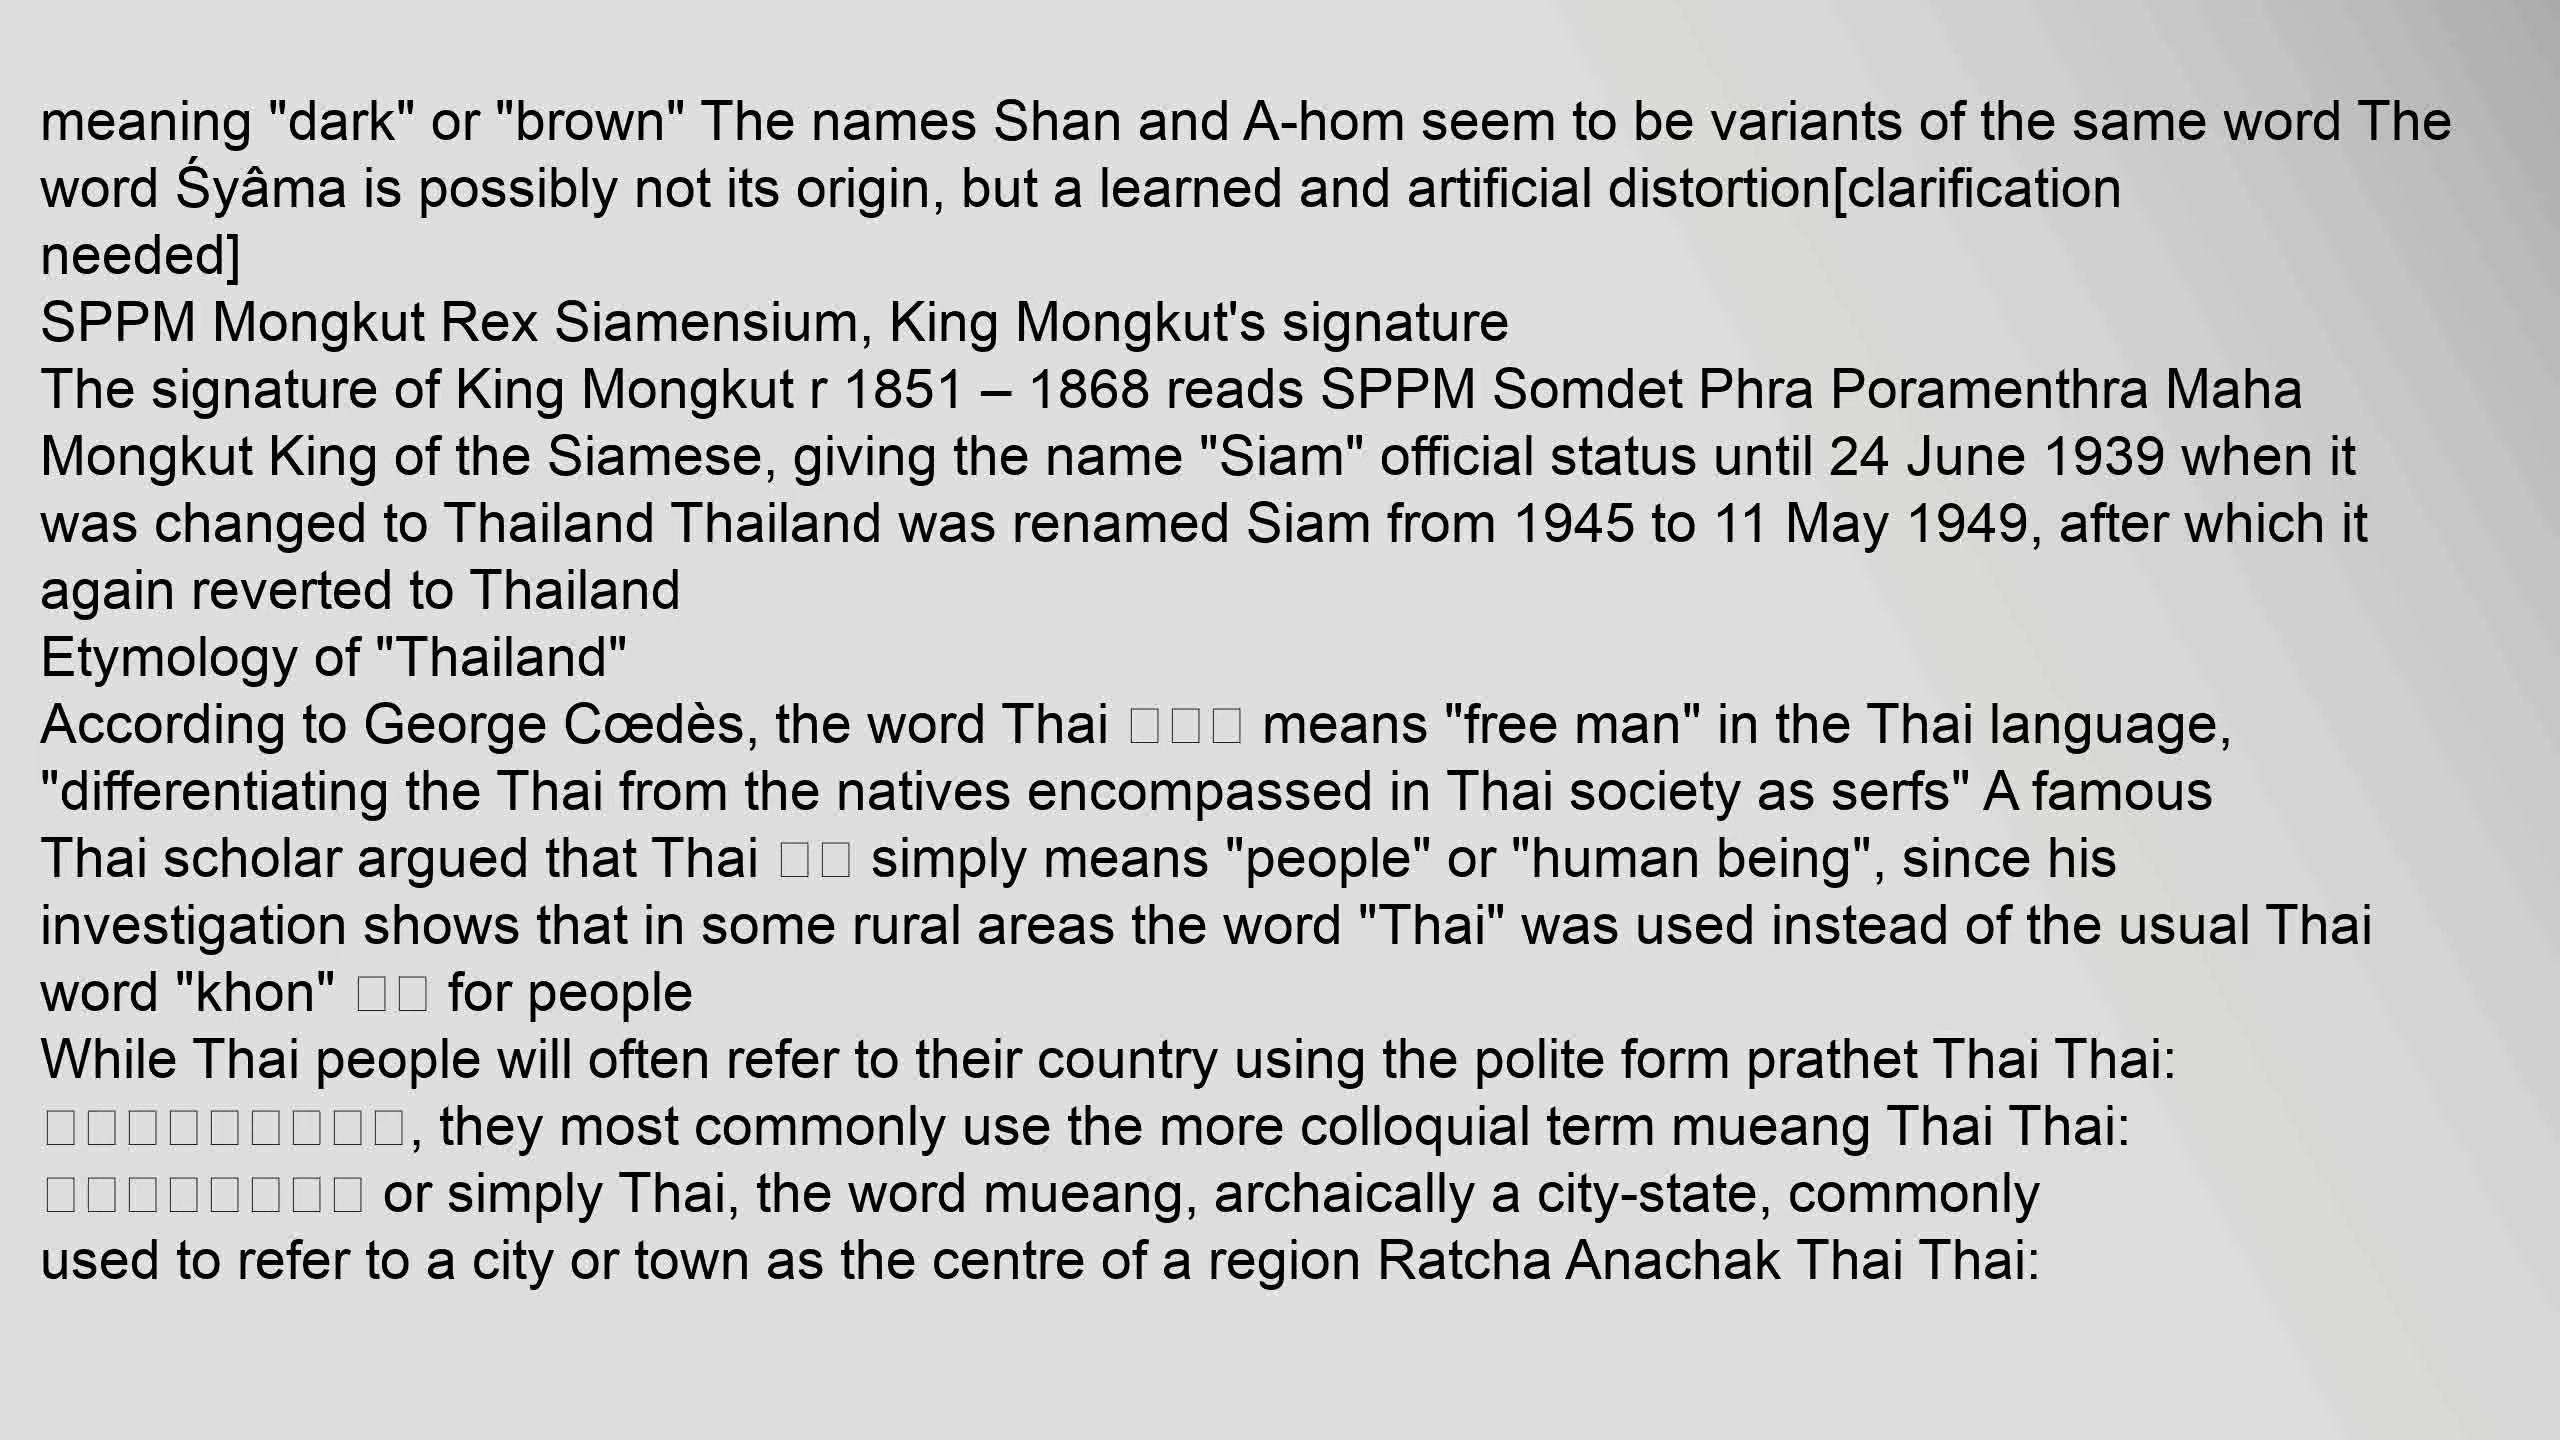 meaning "dark" or "brown" The names Shan and A-hom seem to be variants of the same word The
word Śyâma is possibly not its origin, but a learned and artificial distortion[clarification
needed]
SPPM Mongkut Rex Siamensium, King Mongkut's signature
The signature of King Mongkut r 1851 – 1868 reads SPPM Somdet Phra Poramenthra Maha
Mongkut King of the Siamese, giving the name "Siam" official status until 24 June 1939 when it
was changed to Thailand Thailand was renamed Siam from 1945 to 11 May 1949, after which it
again reverted to Thailand
Etymology of "Thailand"
According to George Cœdès, the word Thai □□□ means "free man" in the Thai language,
"differentiating the Thai from the natives encompassed in Thai society as serfs" A famous
Thai scholar argued that Thai □□ simply means "people" or "human being", since his
investigation shows that in some rural areas the word "Thai" was used instead of the usual Thai
word "khon" □□ for people
While Thai people will often refer to their country using the polite form prathet Thai Thai:
□□□□□□□□□, they most commonly use the more colloquial term mueang Thai Thai:
□□□□□□□□ or simply Thai, the word mueang, archaically a city-state, commonly
used to refer to a city or town as the centre of a region Ratcha Anachak Thai Thai: